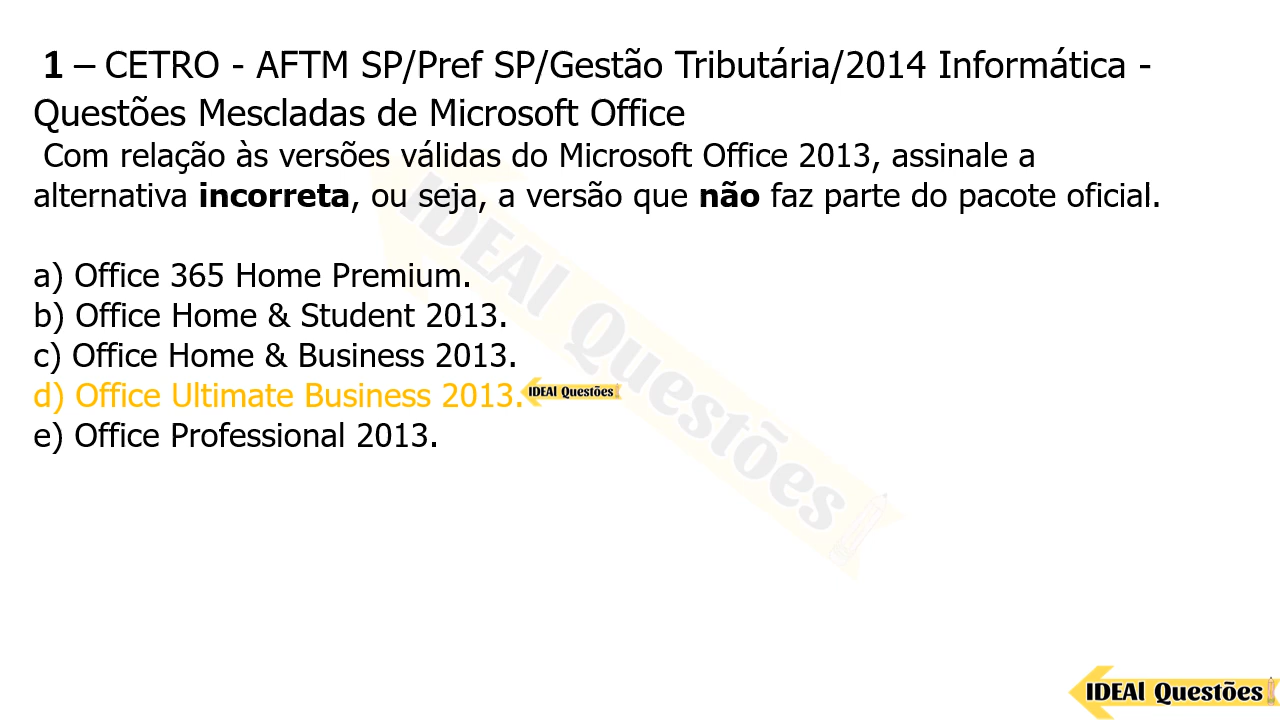 1 – CETRO - AFTM SP/Pref SP/Gestão Tributária/2014 Informática -
Questões Mescladas de Microsoft Office
Com relação às versões válidas do Microsoft Office 2013, assinale a
alternativa incorreta, ou seja, a versão que não faz parte do pacote oficial.
a) Office 365 Home Premium.
b) Office Home & Student 2013.
c) Office Home & Business 2013.
d) Office Ultimate Business 2013. IDEAl Questões
e) Office Professional 2013.
IDEAl Questões
IDEAl Questões